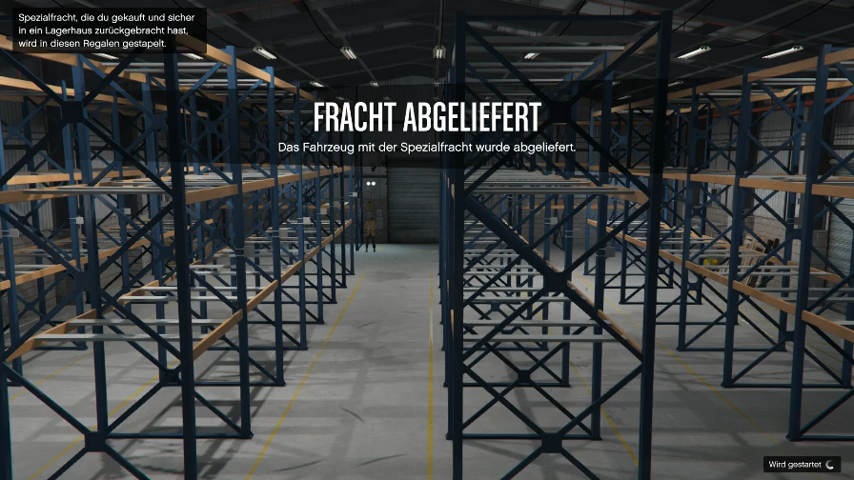 Spezialfracht, die du gekauft und sicher
in ein Lagerhaus zurückgebracht hast,
wird in diesen Regalen gestapelt.
FRACHT ABGELIEFERT
Das Fahrzeug mit der Spezialfracht wurde abgeliefert.
Wird gestartet